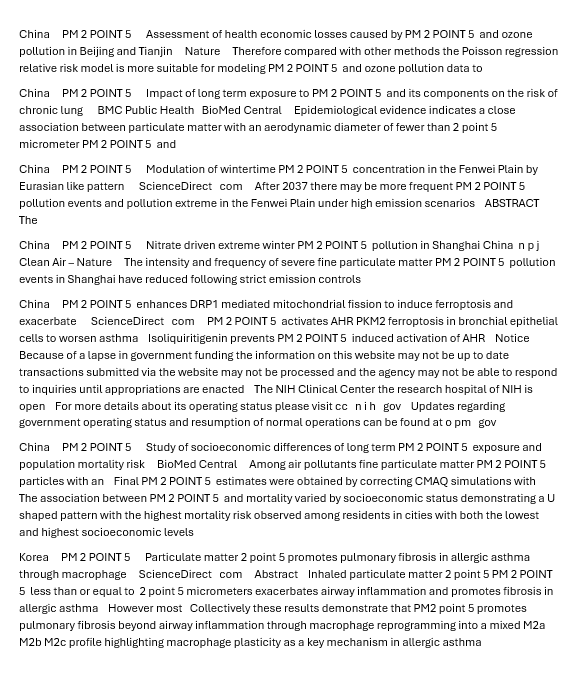 China PM 2 POINT 5 Assessment of health economic losses caused by PM 2 POINT 5 and ozone
pollution in Beijing and Tianjin Nature Therefore compared with other methods the Poisson regression
relative risk model is more suitable for modeling PM 2 POINT 5 and ozone pollution data to
China PM 2 POINT 5 Impact of long term exposure to PM 2 POINT 5 and its components on the risk of
chronic lung BMC Public Health BioMed Central Epidemiological evidence indicates a close
association between particulate matter with an aerodynamic diameter of fewer than 2 point 5
micrometer PM 2 POINT 5 and
China PM 2 POINT 5 Modulation of wintertime PM 2 POINT 5 concentration in the Fenwei Plain by
Eurasian like pattern ScienceDirect com After 2037 there may be more frequent PM 2 POINT 5
pollution events and pollution extreme in the Fenwei Plain under high emission scenarios ABSTRACT
The
China PM 2 POINT 5 Nitrate driven extreme winter PM 2 POINT 5 pollution in Shanghai China n p j
Clean Air – Nature The intensity and frequency of severe fine particulate matter PM 2 POINT 5 pollution
events in Shanghai have reduced following strict emission controls
China PM 2 POINT 5 enhances DRP1 mediated mitochondrial fission to induce ferroptosis and
exacerbate ScienceDirect com PM 2 POINT 5 activates AHR PKM2 ferroptosis in bronchial epithelial
cells to worsen asthma Isoliquiritigenin prevents PM 2 POINT 5 induced activation of AHR Notice
Because of a lapse in government funding the information on this website may not be up to date
transactions submitted via the website may not be processed and the agency may not be able to respond
to inquiries until appropriations are enacted The NIH Clinical Center the research hospital of NIH is
open For more details about its operating status please visit cc n i h gov Updates regarding
government operating status and resumption of normal operations can be found at o pm gov
China PM 2 POINT 5 Study of socioeconomic differences of long term PM 2 POINT 5 exposure and
population mortality risk BioMed Central Among air pollutants fine particulate matter PM 2 POINT 5
particles with an Final PM 2 POINT 5 estimates were obtained by correcting CMAQ simulations with
The association between PM 2 POINT 5 and mortality varied by socioeconomic status demonstrating a U
shaped pattern with the highest mortality risk observed among residents in cities with both the lowest
and highest socioeconomic levels
Korea PM 2 POINT 5 Particulate matter 2 point 5 promotes pulmonary fibrosis in allergic asthma
through macrophage ScienceDirect com Abstract Inhaled particulate matter 2 point 5 PM 2 POINT
5 less than or equal to 2 point 5 micrometers exacerbates airway inflammation and promotes fibrosis in
allergic asthma However most Collectively these results demonstrate that PM2 point 5 promotes
pulmonary fibrosis beyond airway inflammation through macrophage reprogramming into a mixed M2a
M2b M2c profile highlighting macrophage plasticity as a key mechanism in allergic asthma